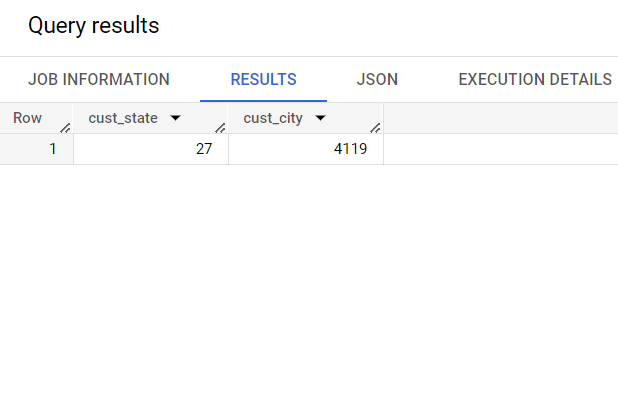 Query results
JOB INFORMATION RESULTS JSON EXECUTION DETAILS
Row cust_state cust_city
1 27 4119